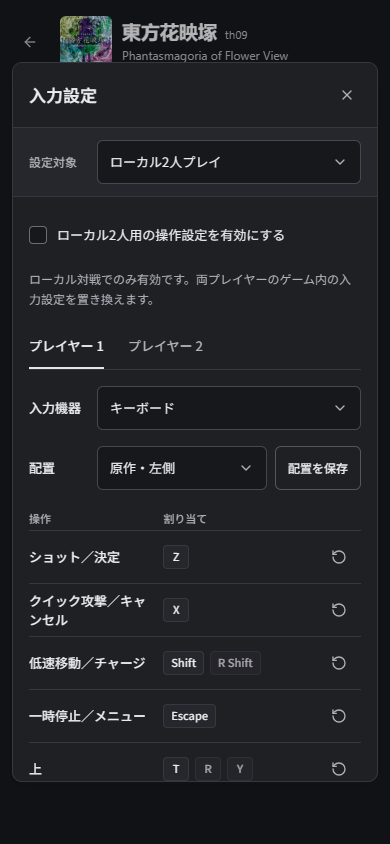 東方花映塚 th09
Phantasmagoria of Flower View
入力設定
設定対象 ローカル2人プレイ
ローカル2人用の操作設定を有効にする
ローカル対戦でのみ有効です。両プレイヤーのゲーム内の入
力設定を置き換えます。
プレイヤー 1 プレイヤー 2
入力機器 キーボード
配置 原作・左側 配置を保存
操作 割り当て
ショット／決定 Z
クイック攻撃／キャ
ンセル X
低速移動／チャージ Shift R Shift
一時停止／メニュー Escape
上 T R Y